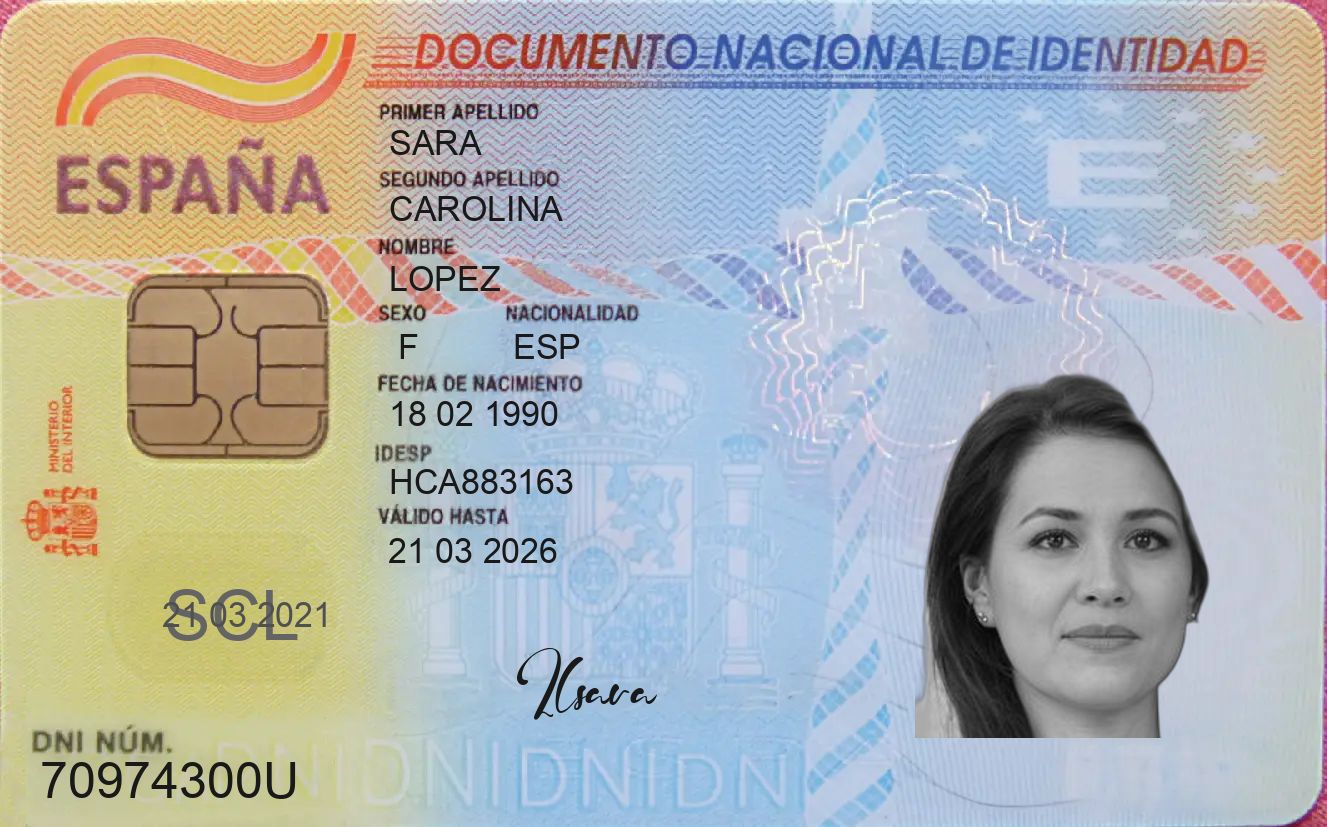 DOCUMENTO NACIONAL DE IDENTIDAD
ESPAÑA
PRIMER APELLIDO
SARA
SEGUNDO APELLIDO
CAROLINA
NOMBRE
LOPEZ
SEXO NACIONALIDAD
F ESP
FECHA DE NACIMIENTO
18 02 1990
IDESP
HCA883163
VÁLIDO HASTA
21 03 2026
MINISTERIO
DEL INTERIOR
E
SCL
21 03 2021
Lsara
DNI NÚM.
70974300U
DNIDNIDNIDNI